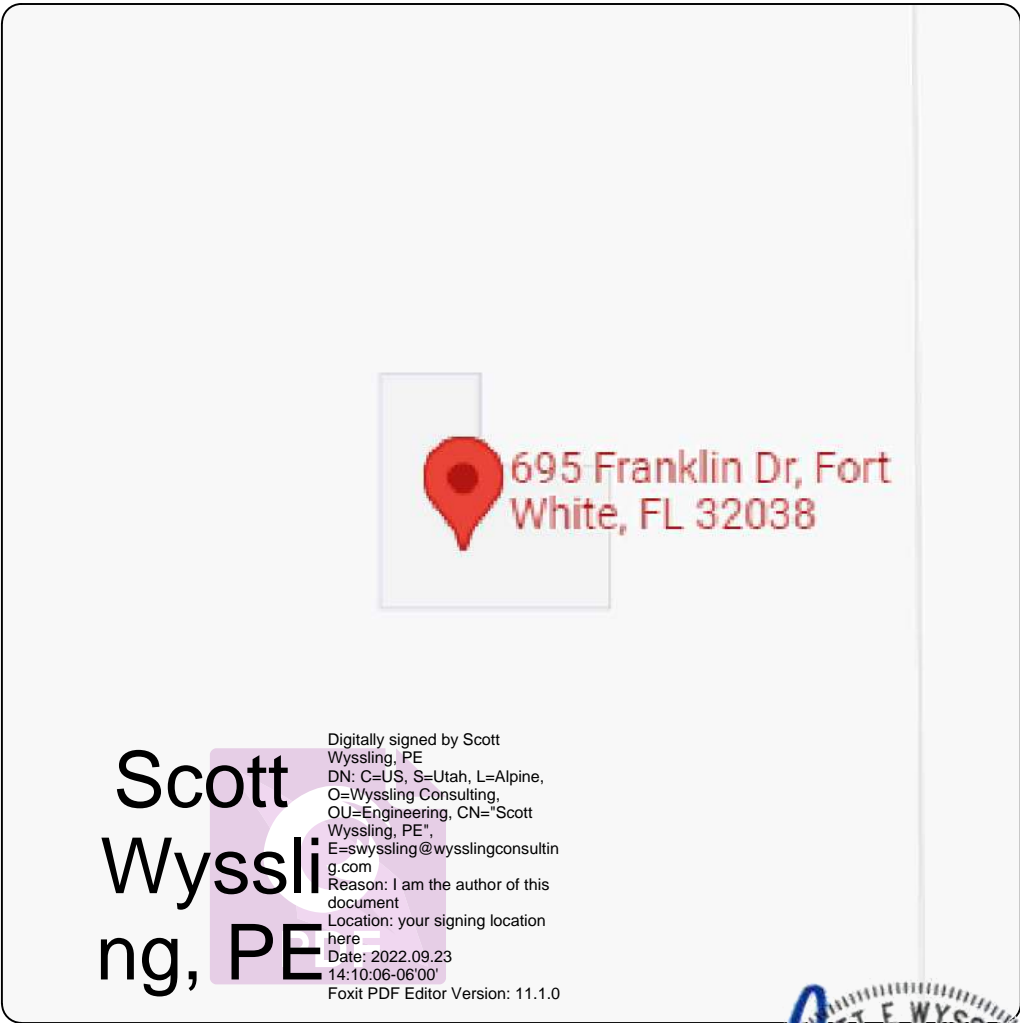 695 Franklin Dr, Fort
White, FL 32038
Scott
Wyssli
ng, PE
Digitally signed by Scott
Wyssling, PE
DN: C=US, S=Utah, L=Alpine,
O=Wyssling Consulting,
OU=Engineering, CN="Scott
Wyssling, PE",
E=swyssling@wysslingconsultin
g.com
Reason: I am the author of this
document
Location: your signing location
here
Date: 2022.09.23
14:10:06-06'00'
Foxit PDF Editor Version: 11.1.0
PDF